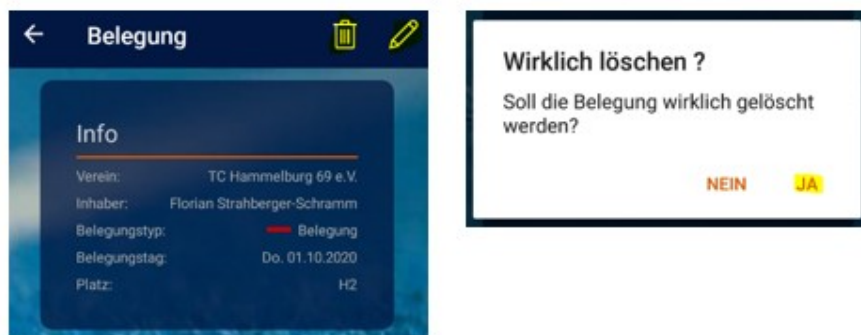 Belegung
Info
Verein: TC Hammelburg 69 e.V.
Inhaber: Florian Strahberger-Schramm
Belegungstyp: Belegung
Belegungstag: Do. 01.10.2020
Platz: H2
Wirklich löschen ?
Soll die Belegung wirklich gelöscht
werden?
NEIN JA